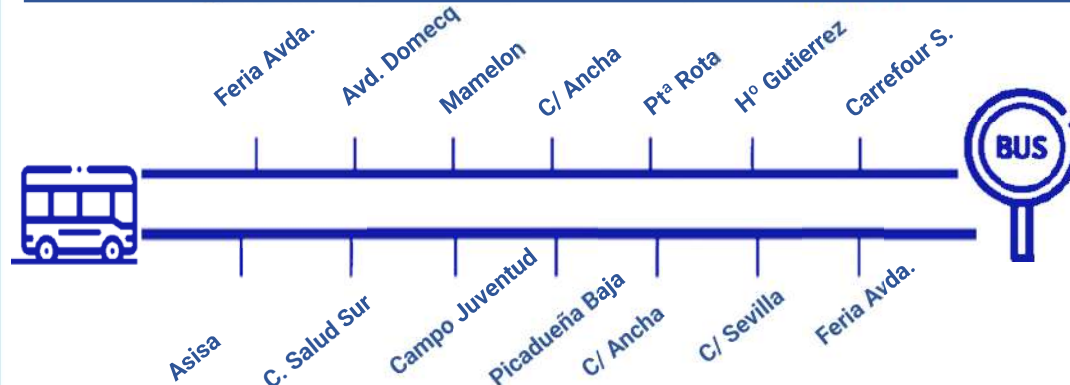 Feria Avda.
Avd. Domecq
Mamelon
C/ Ancha
Ptª Rota
Hº Gutierrez
Carrefour S.
BUS
Asisa
C. Salud Sur
Campo Juventud
Picadueña Baja
C/ Ancha
C/ Sevilla
Feria Avda.